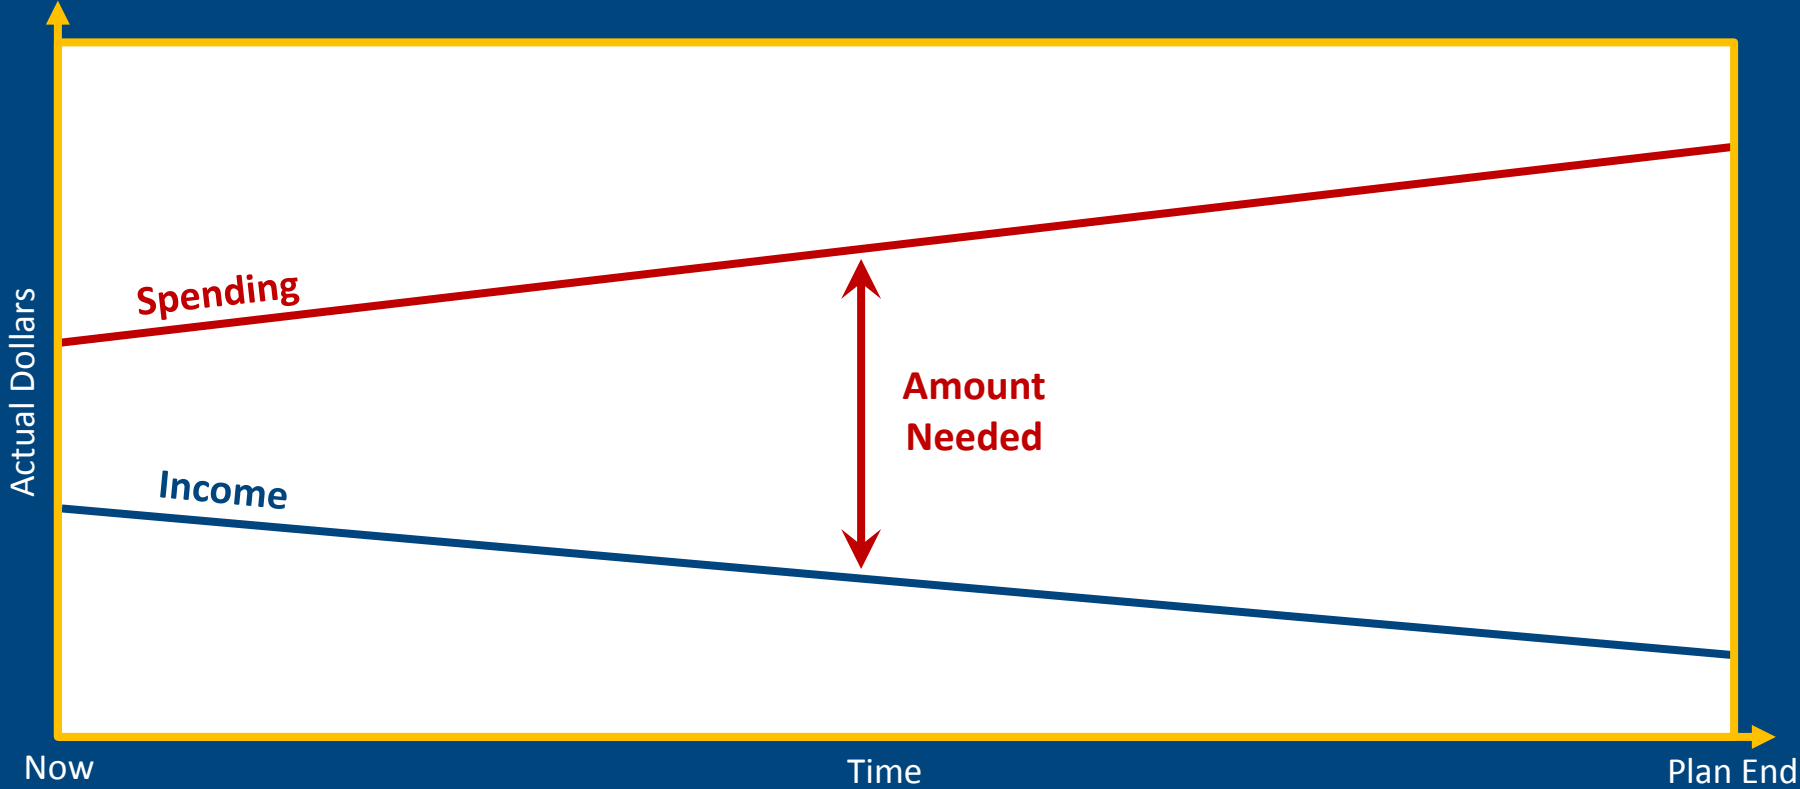 Spending
Amount
Needed
Income
Actual Dollars
Now
Time
Plan End